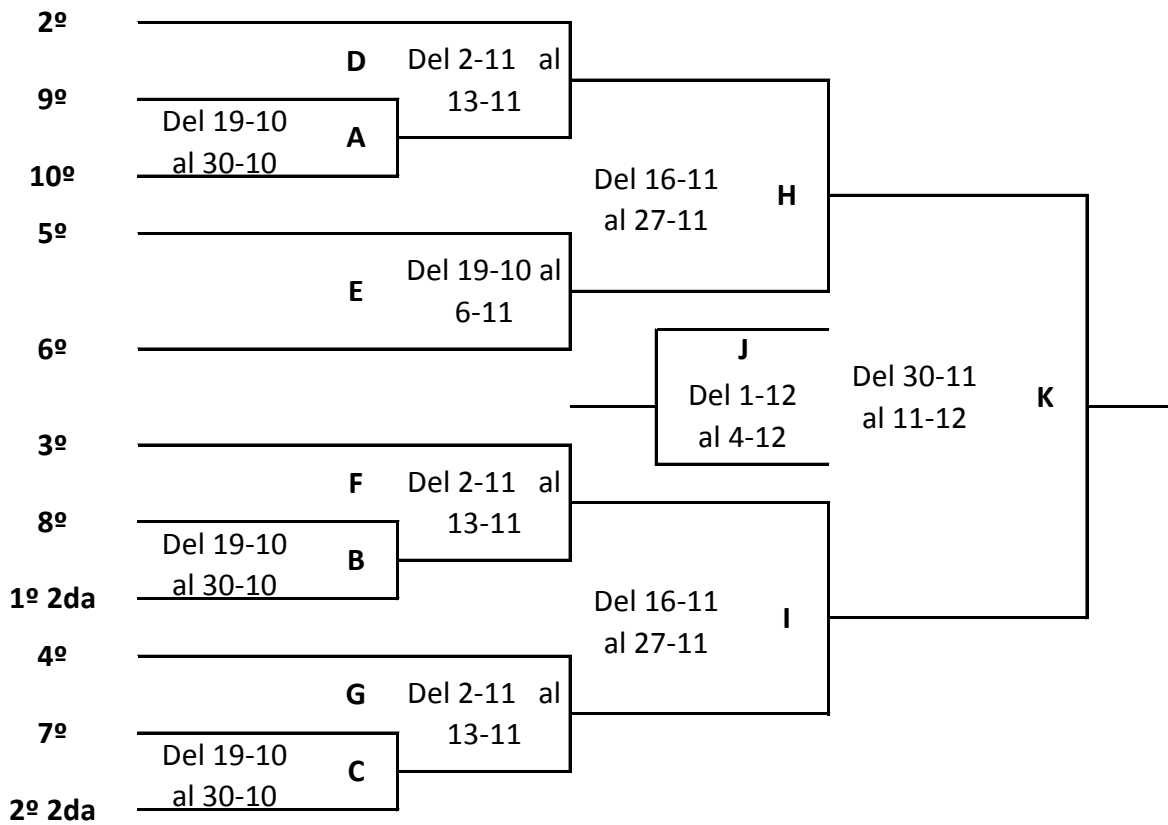 2º
D
Del 2-11 al
13-11
9º
Del 19-10
al 30-10
A
10º
Del 16-11
al 27-11
H
5º
E
Del 19-10 al
6-11
6º
J
Del 1-12
al 4-12
Del 30-11
al 11-12
K
3º
F
Del 2-11 al
13-11
8º
Del 19-10
al 30-10
B
1º 2da
Del 16-11
al 27-11
I
4º
G
Del 2-11 al
13-11
7º
Del 19-10
al 30-10
C
2º 2da